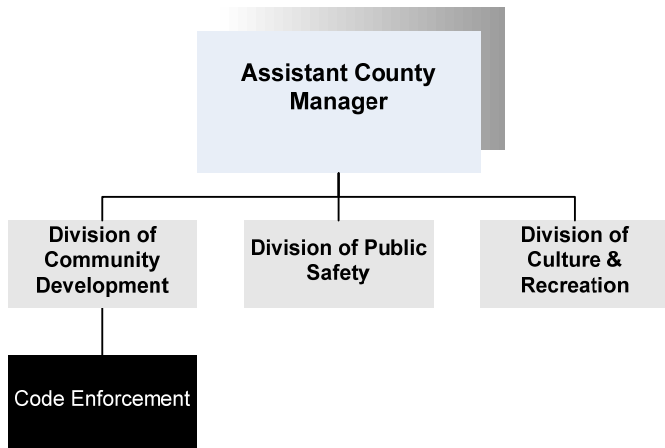 Assistant County
Manager
Division of
Community
Development
Division of Public
Safety
Division of
Culture &
Recreation
Code Enforcement